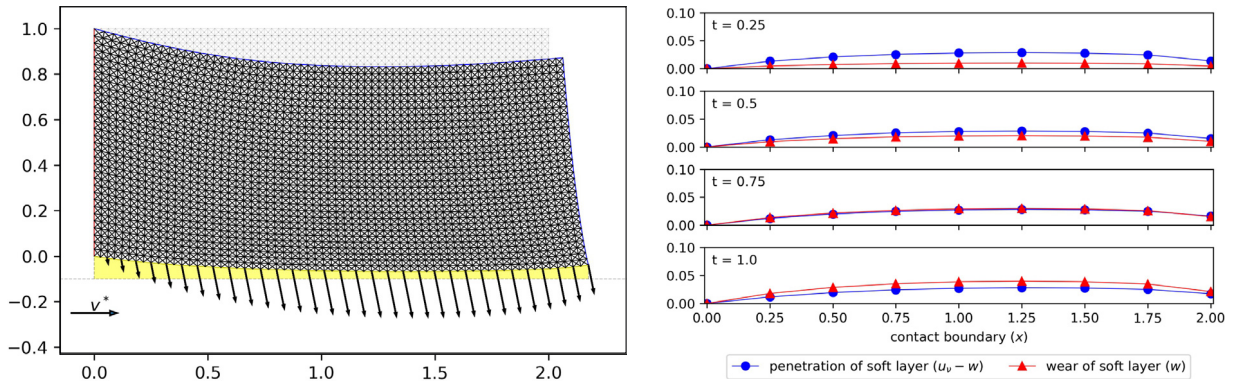 1.0
0.8
0.6
0.4
0.2
0.0
−0.2
−0.4
v*
0.0 0.5 1.0 1.5 2.0
0.10
0.05
0.00
t = 0.25
0.10
0.05
0.00
t = 0.5
0.10
0.05
0.00
t = 0.75
0.10
0.05
0.00
t = 1.0
0.00 0.25 0.50 0.75 1.00 1.25 1.50 1.75 2.00
contact boundary (x)
penetration of soft layer (uν − w) wear of soft layer (w)